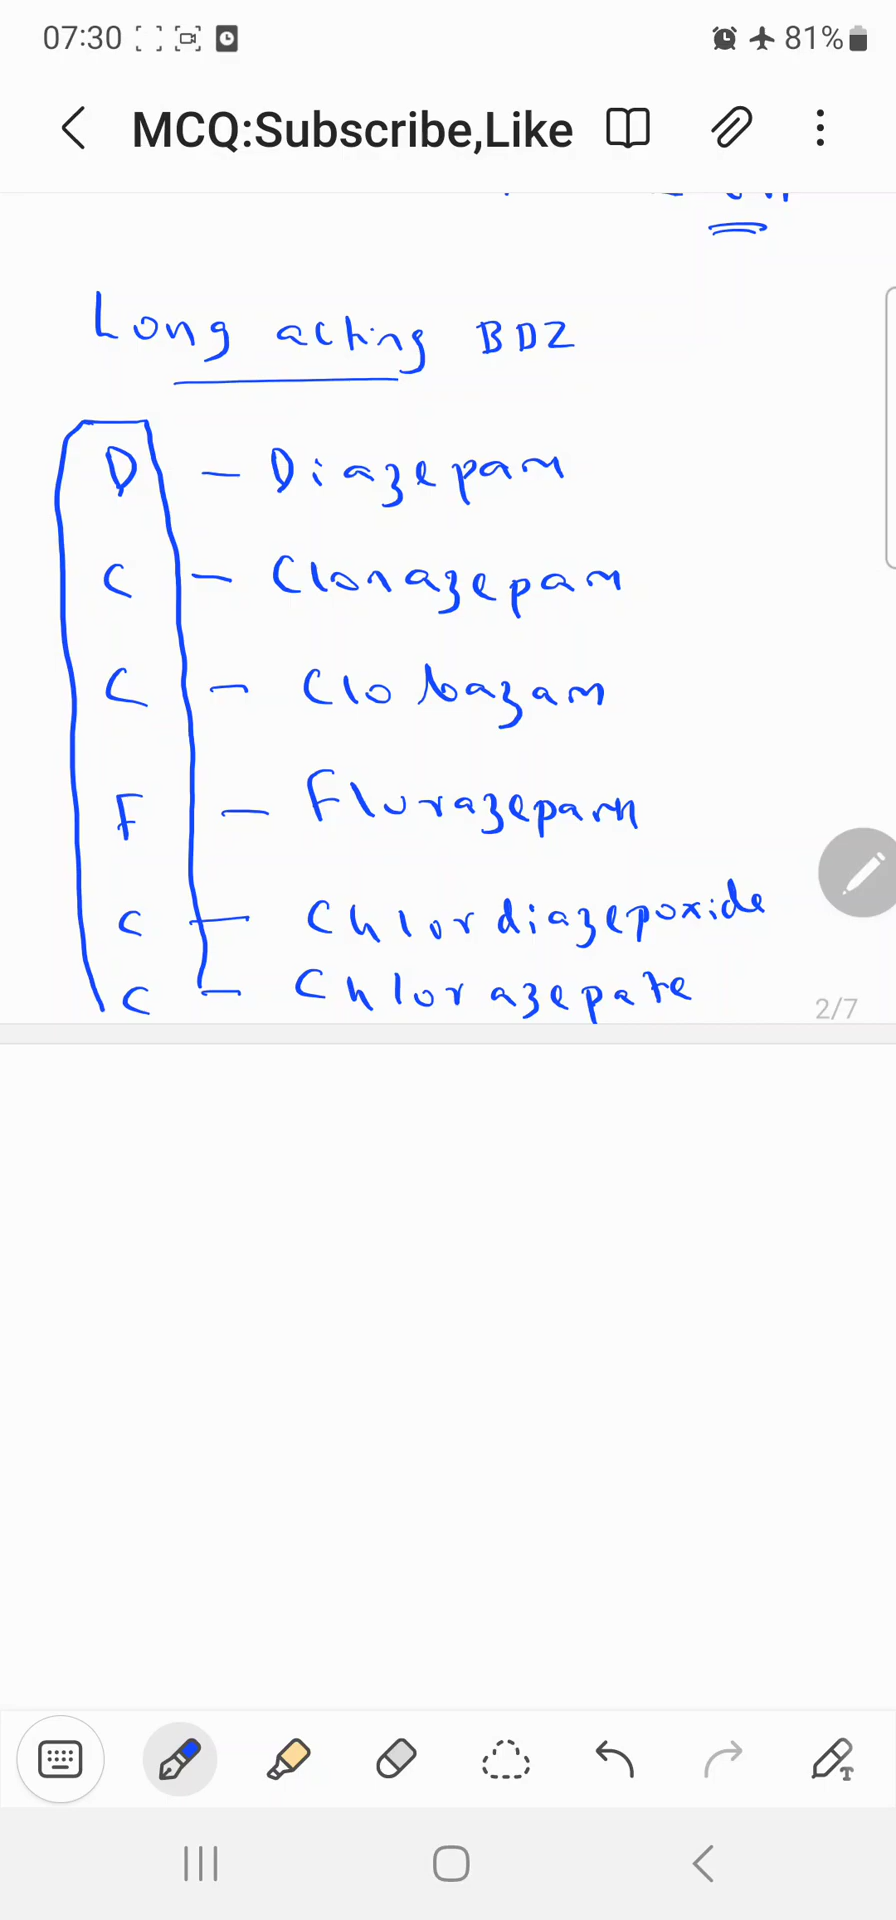 07:30
81%
MCQ:Subscribe,Like
Long acting BDZ
D - Diazepam
C - Clonazepam
C - Clobazam
F - Flurazepam
C - Chlordiazepoxide
C - Chlorazepate
2/7
T